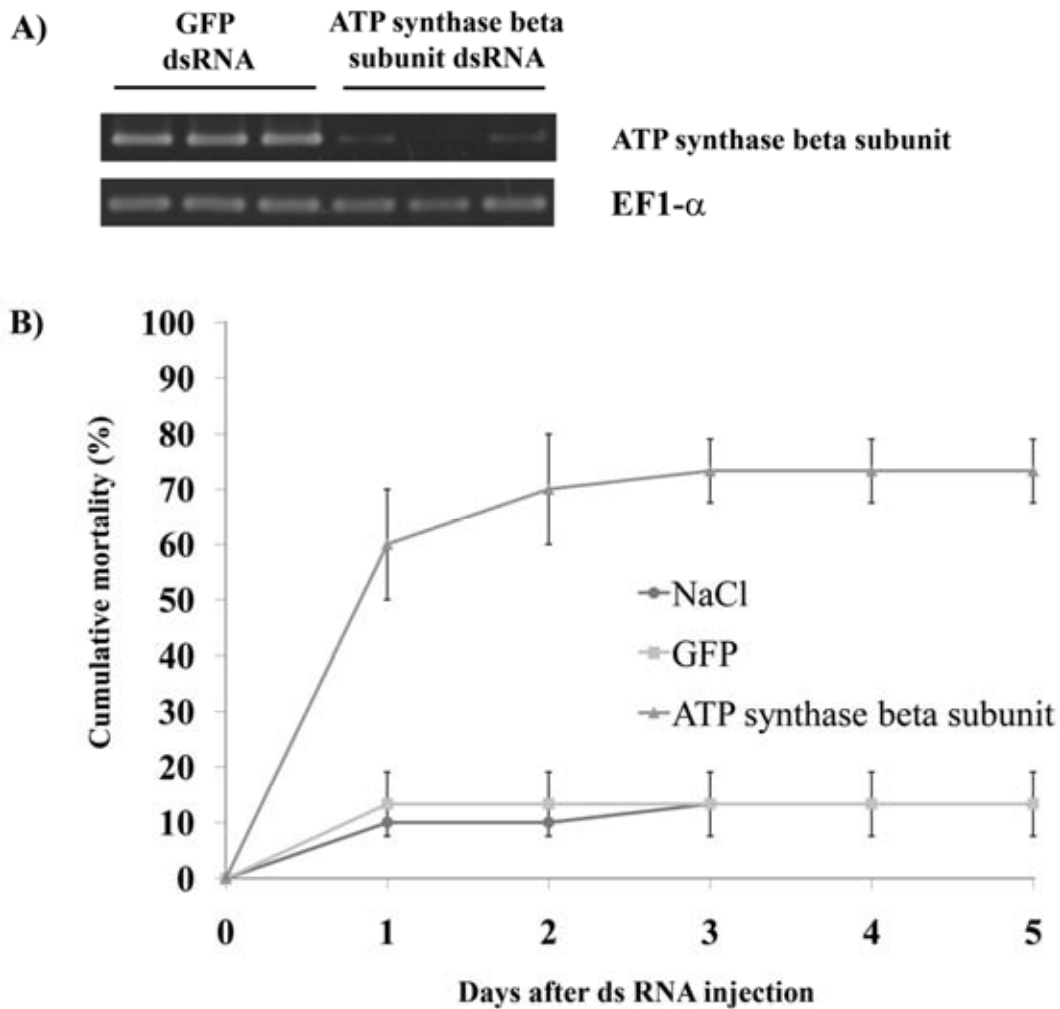 A)
GFP
dsRNA
ATP synthase beta
subunit dsRNA
ATP synthase beta subunit
EF1-α
B)
Cumulative mortality (%)
100
90
80
70
60
50
40
30
20
10
0
NaCl
GFP
ATP synthase beta subunit
0 1 2 3 4 5
Days after ds RNA injection